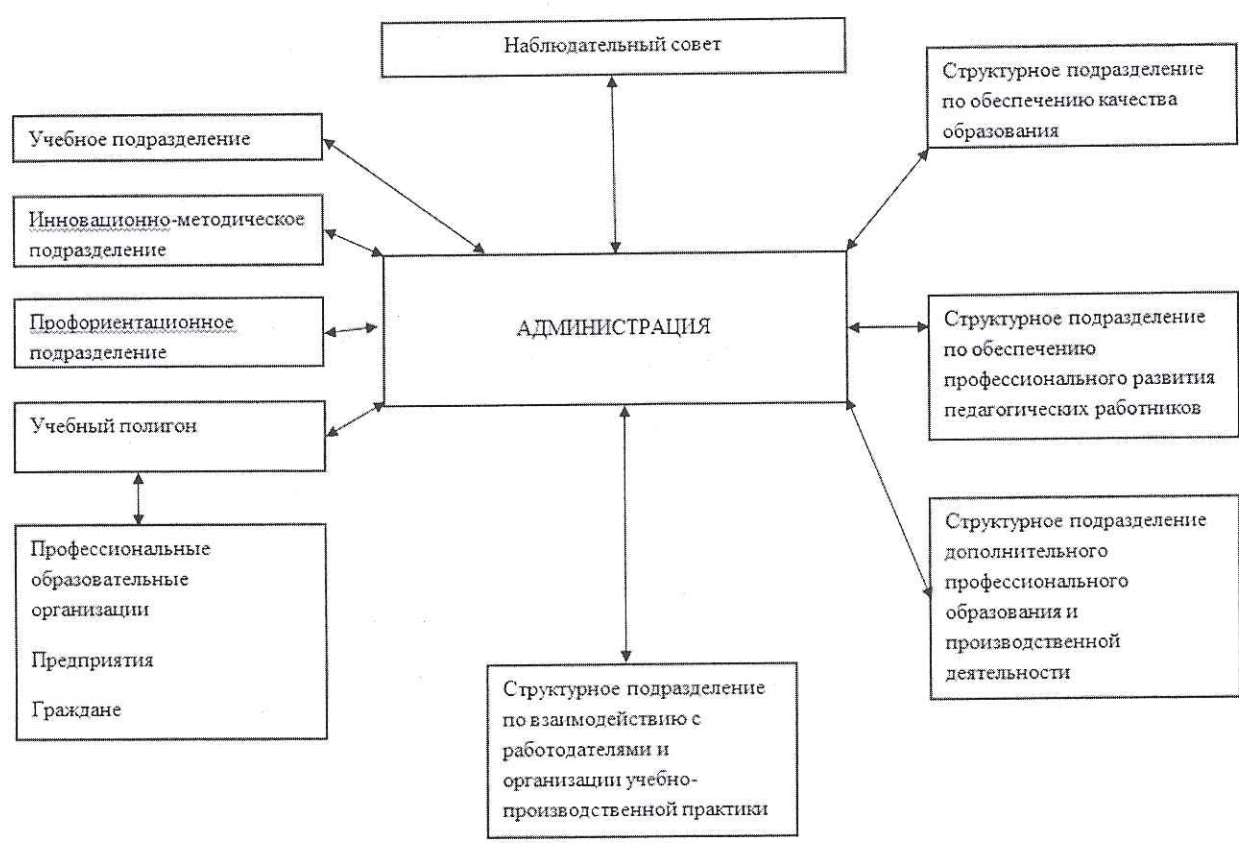 Наблюдательный совет
Структурное подразделение
по обеспечению качества
образования
Учебное подразделение
Инновационно-методическое
подразделение
Профориентационное
подразделение
АДМИНИСТРАЦИЯ
Структурное подразделение
по обеспечению
профессионального развития
педагогических работников
Учебный полигон
Профессиональные
образовательные
организации
Предприятия
Граждане
Структурное подразделение
дополнительного
профессионального
образования и
производственной
деятельности
Структурное подразделение
по взаимодействию с
работодателями и
организации учебно-
производственной практики